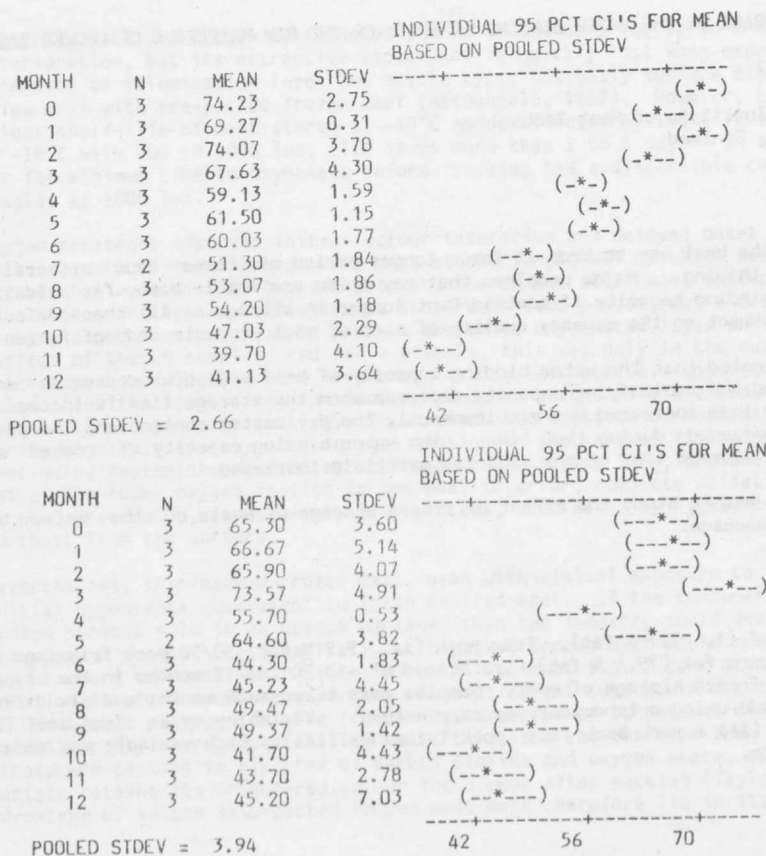 INDIVIDUAL 95 PCT CI'S FOR MEAN
BASED ON POOLED STDEV
MONTH N MEAN STDEV -----+---------+---------+-----
0 3 74.23 2.75 (-*-)
1 3 69.27 0.31 (-*-)
2 3 74.07 3.70 (-*-)
3 3 67.63 4.30 (-*--)
4 3 59.13 1.59 (-*-)
5 3 61.50 1.15 (-*-)
6 3 60.03 1.77 (-*-)
7 2 51.30 1.84 (--*--)
8 3 53.07 1.86 (-*-)
9 3 54.20 1.18 (-*-)
10 3 47.03 2.29 (-*-)
11 3 39.70 4.10 (-*--)
12 3 41.13 3.64 (-*--)
-----+---------+---------+-----
POOLED STDEV = 2.66 42 56 70
INDIVIDUAL 95 PCT CI'S FOR MEAN
BASED ON POOLED STDEV
MONTH N MEAN STDEV -----+---------+---------+-----
0 3 65.30 3.60 (---*--)
1 3 66.67 5.14 (---*--)
2 3 65.90 4.07 (--*---)
3 3 73.57 4.91 (---*--)
4 3 55.70 (--*--)
5 2 64.60 3.82 (---*---)
6 3 44.30 1.83 (---*--)
7 3 45.23 4.45 (--*--)
8 3 49.47 2.05 (--*---)
9 3 49.37 (--*---)
10 3 41.70 4.43 (--*--)
11 3 43.70 2.78 (--*---)
12 3 45.20 (--*--)
-----+---------+---------+-----
POOLED STDEV = 3.94 42 56 70